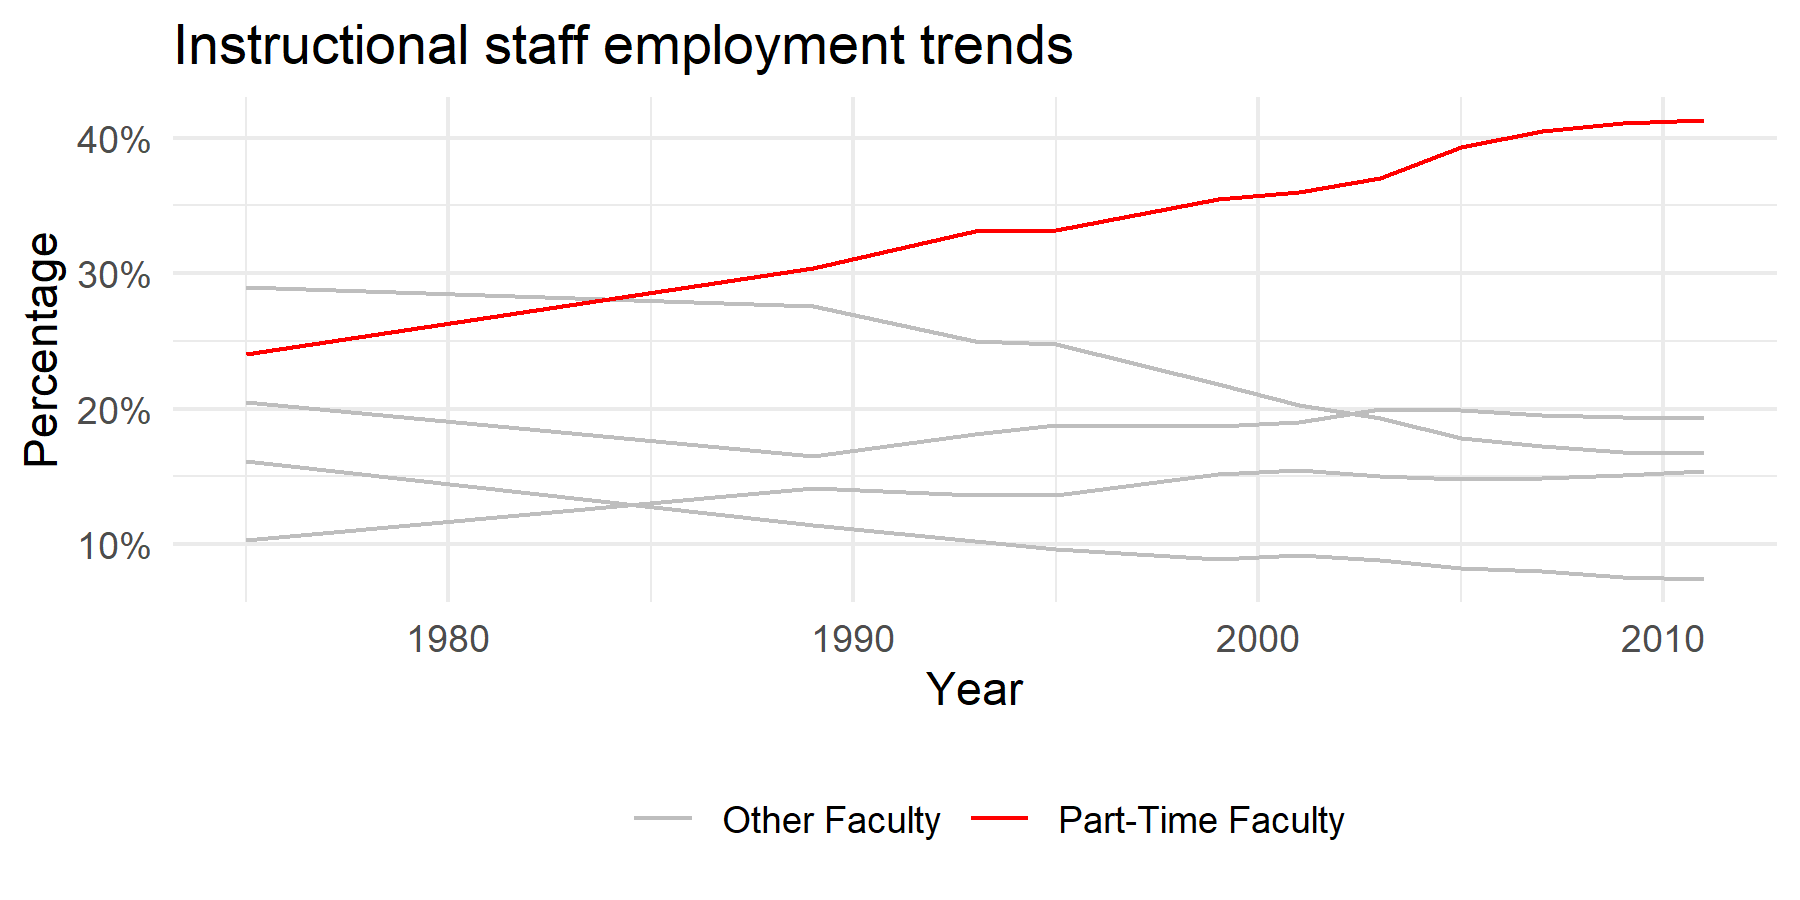 Instructional staff employment trends
Percentage
40%
30%
20%
10%
1980 1990 2000 2010
Year
Other Faculty Part-Time Faculty